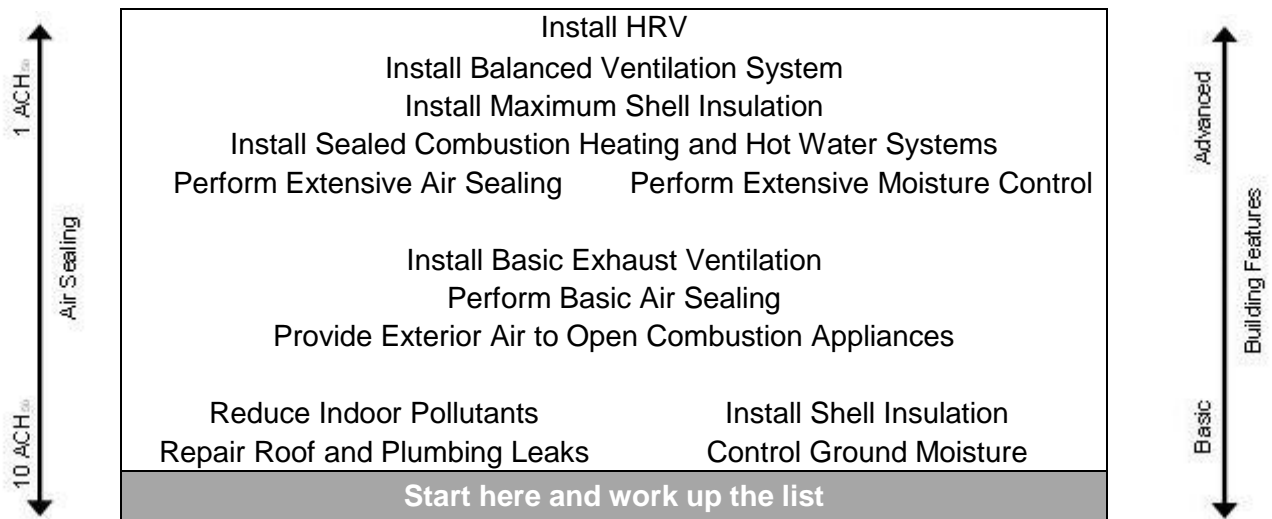 Install HRV
Install Balanced Ventilation System
Install Maximum Shell Insulation
Install Sealed Combustion Heating and Hot Water Systems
Perform Extensive Air Sealing Perform Extensive Moisture Control
Install Basic Exhaust Ventilation
Perform Basic Air Sealing
Provide Exterior Air to Open Combustion Appliances
Reduce Indoor Pollutants Install Shell Insulation
Repair Roof and Plumbing Leaks Control Ground Moisture
Start here and work up the list
1 ACH50
Air Sealing
10 ACH50
Advanced
Building Features
Basic